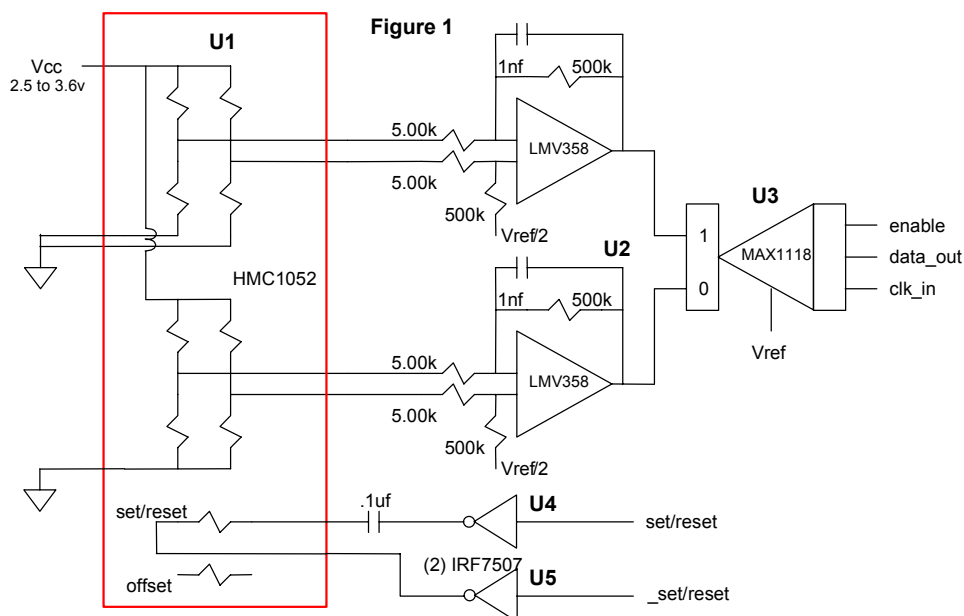 Figure 1
U1
Vcc
2.5 to 3.6v
1nf
500k
5.00k
LMV358
5.00k
500k
Vref/2
U2
U3
1
0
MAX1118
enable
data_out
clk_in
Vref
HMC1052
1nf
500k
5.00k
LMV358
5.00k
500k
Vref/2
set/reset
.1uf
U4
set/reset
(2) IRF7507
offset
U5
_set/reset